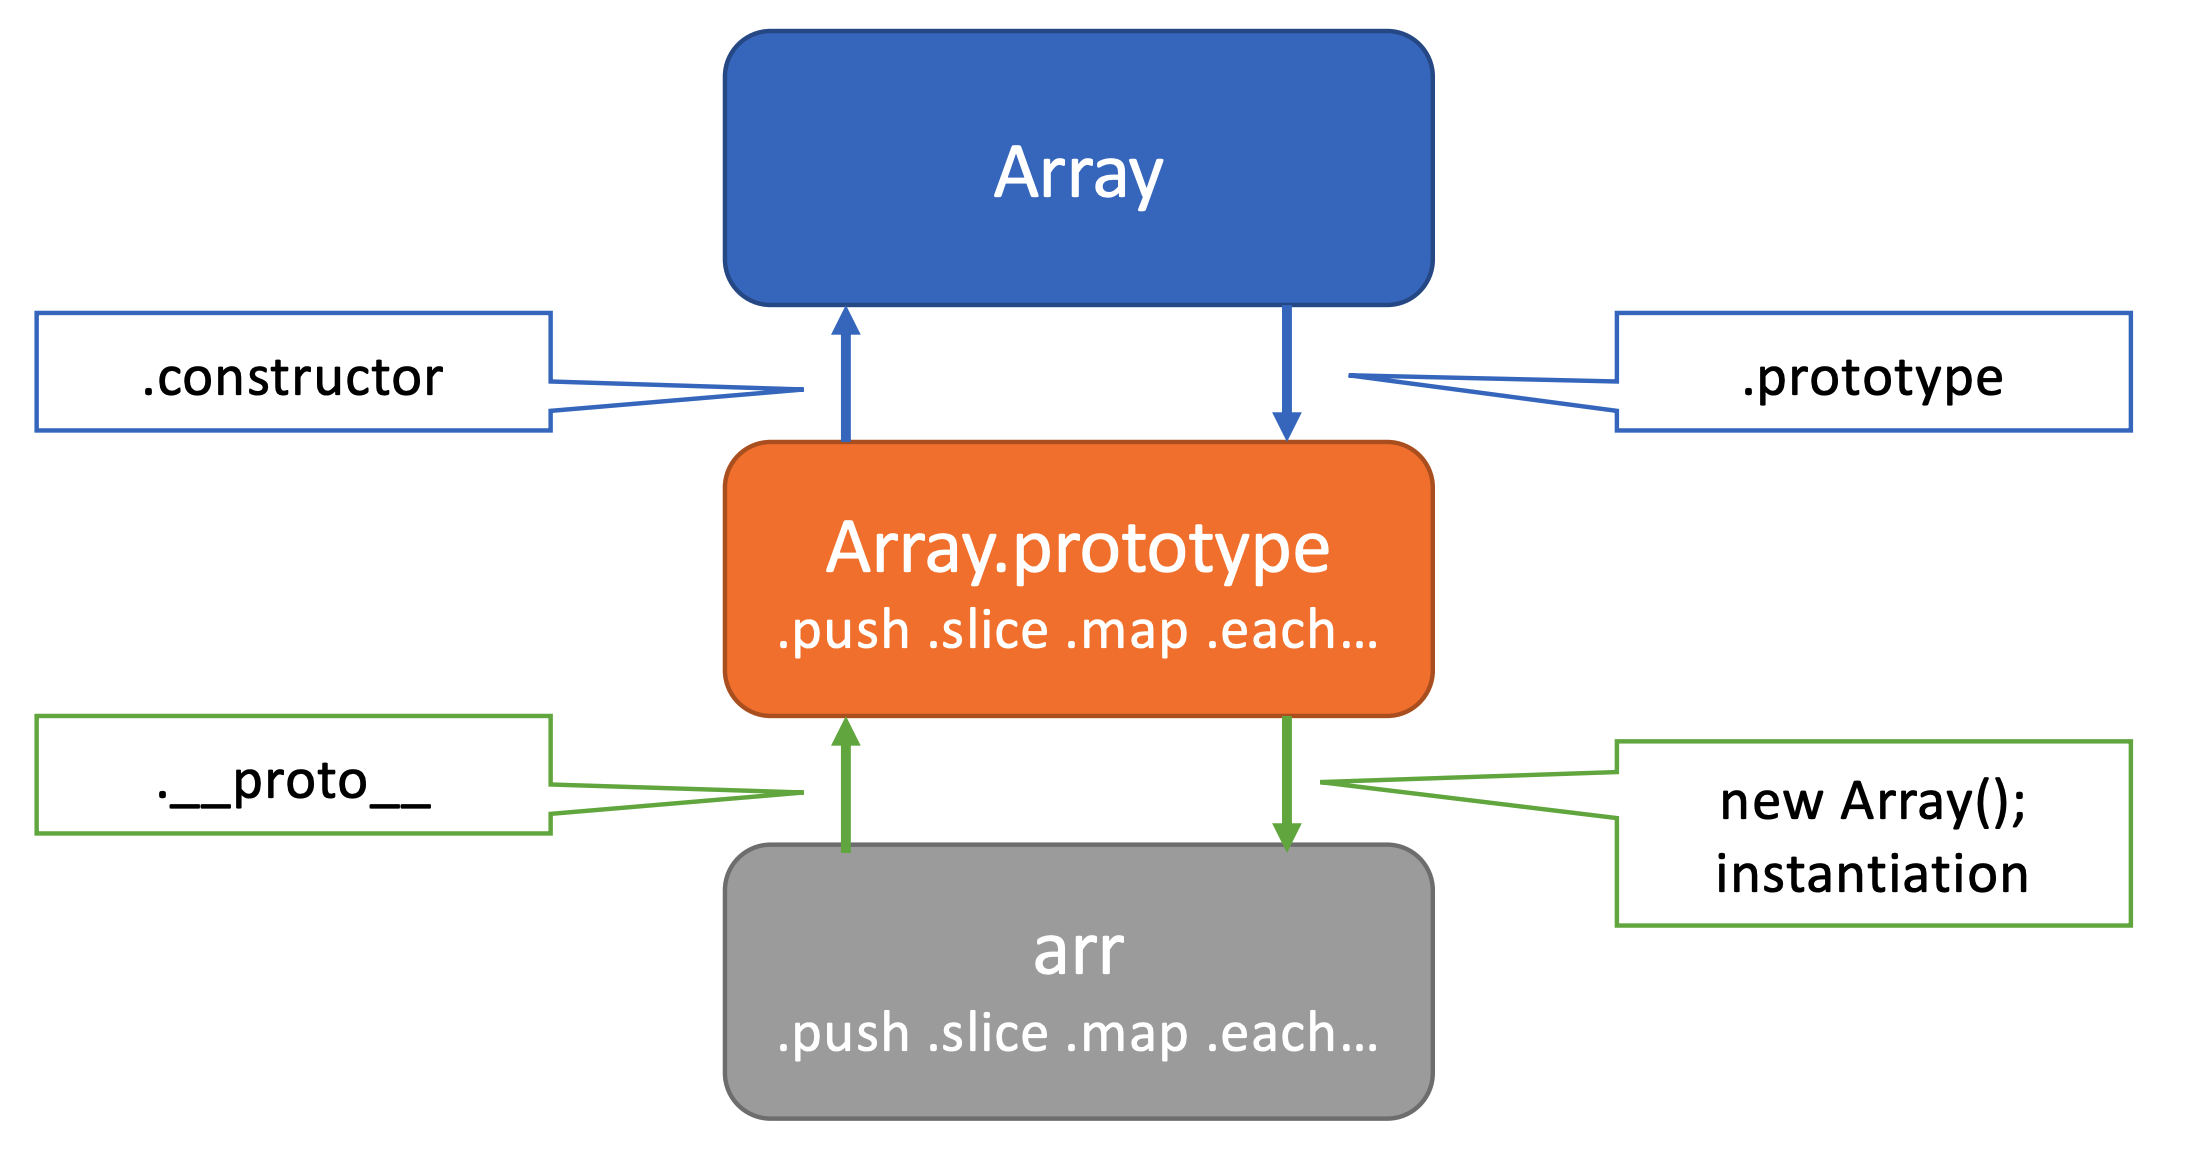 Array
.constructor
.prototype
Array.prototype
.push .slice .map .each...
.__proto__
new Array();
instantiation
arr
.push .slice .map .each...